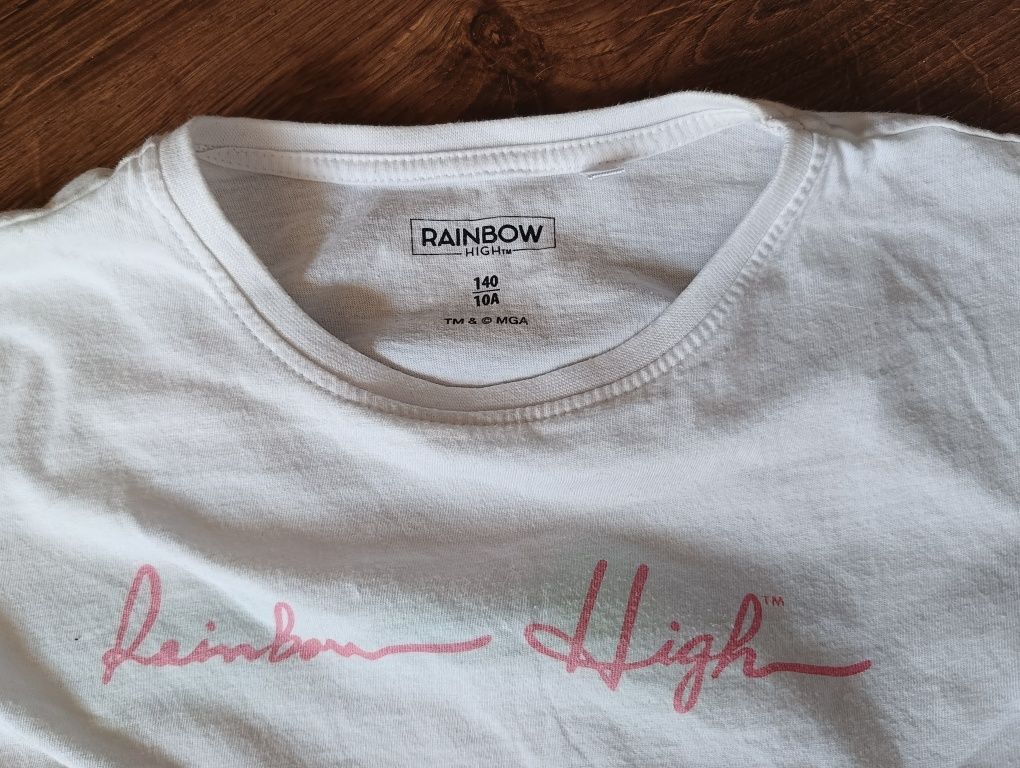 RAINBOW
HIGH™
140
10A
TM & © MGA
Rainbow High™